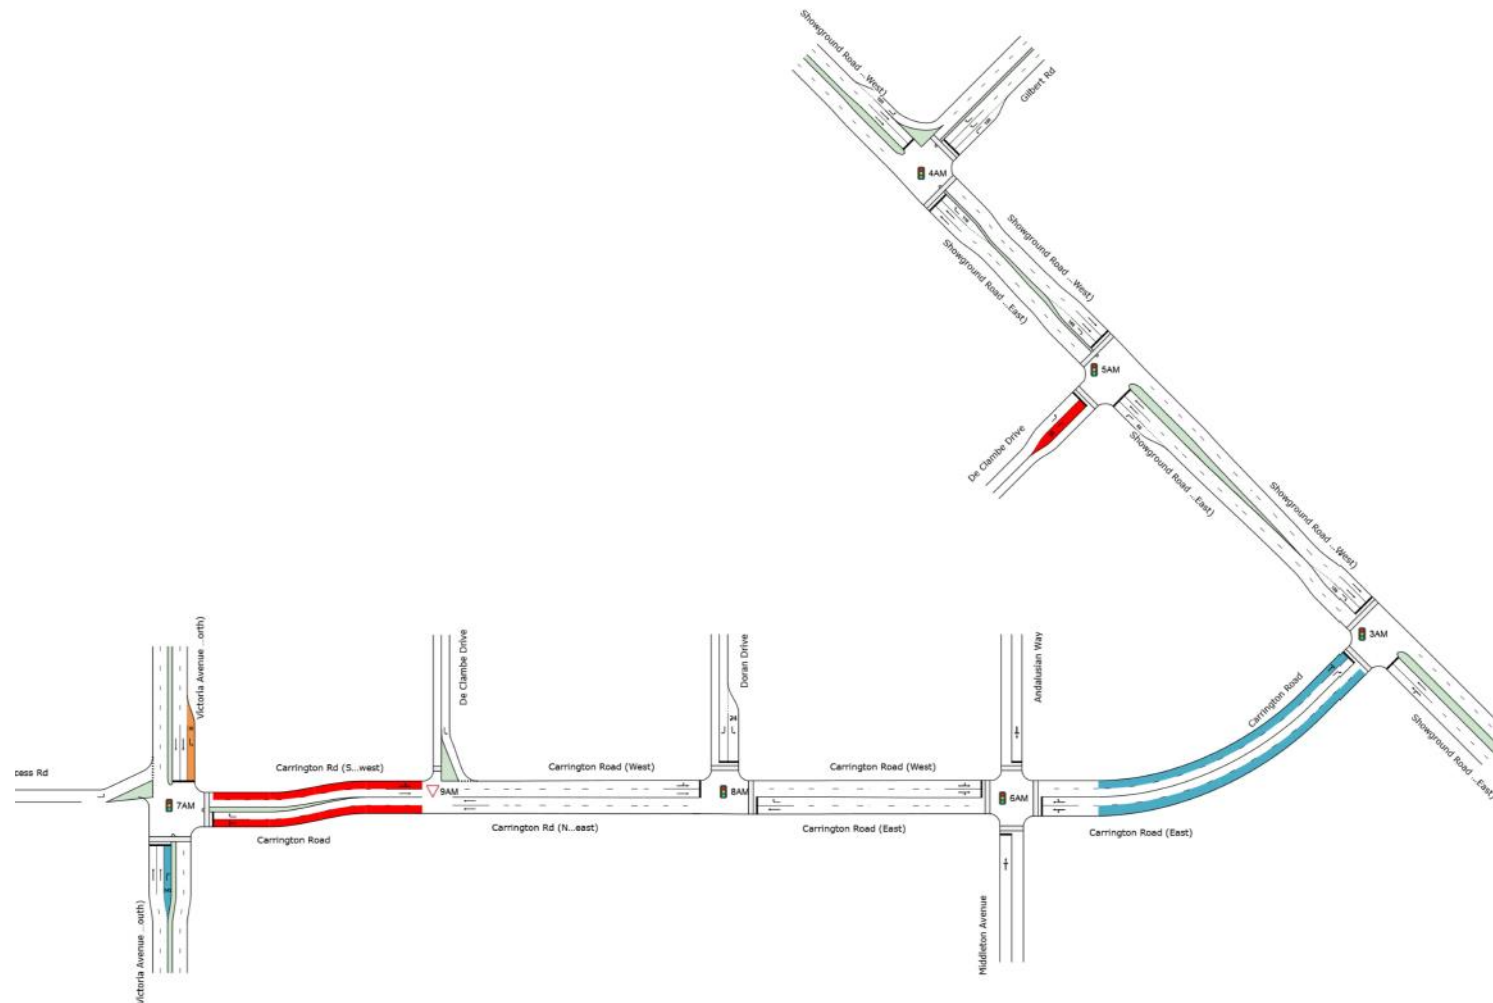 Showground Road ...West)
Gilbert Rd
4AM
Showground Road ...West)
Showground Road ...East)
5AM
De Clambe Drive
Showground Road ...East)
Showground Road ...West)
3AM
Carrington Road
Showground Road ...East)
Victoria Avenue ...orth)
De Clambe Drive
Doran Drive
Andalusian Way
24
cess Rd
Carrington Rd (S...west)
Carrington Road (West)
Carrington Road (West)
7AM
9AM
8AM
6AM
Carrington Road
Carrington Rd (N...east)
Carrington Road (East)
Carrington Road (East)
Victoria Avenue ...outh)
Middleton Avenue